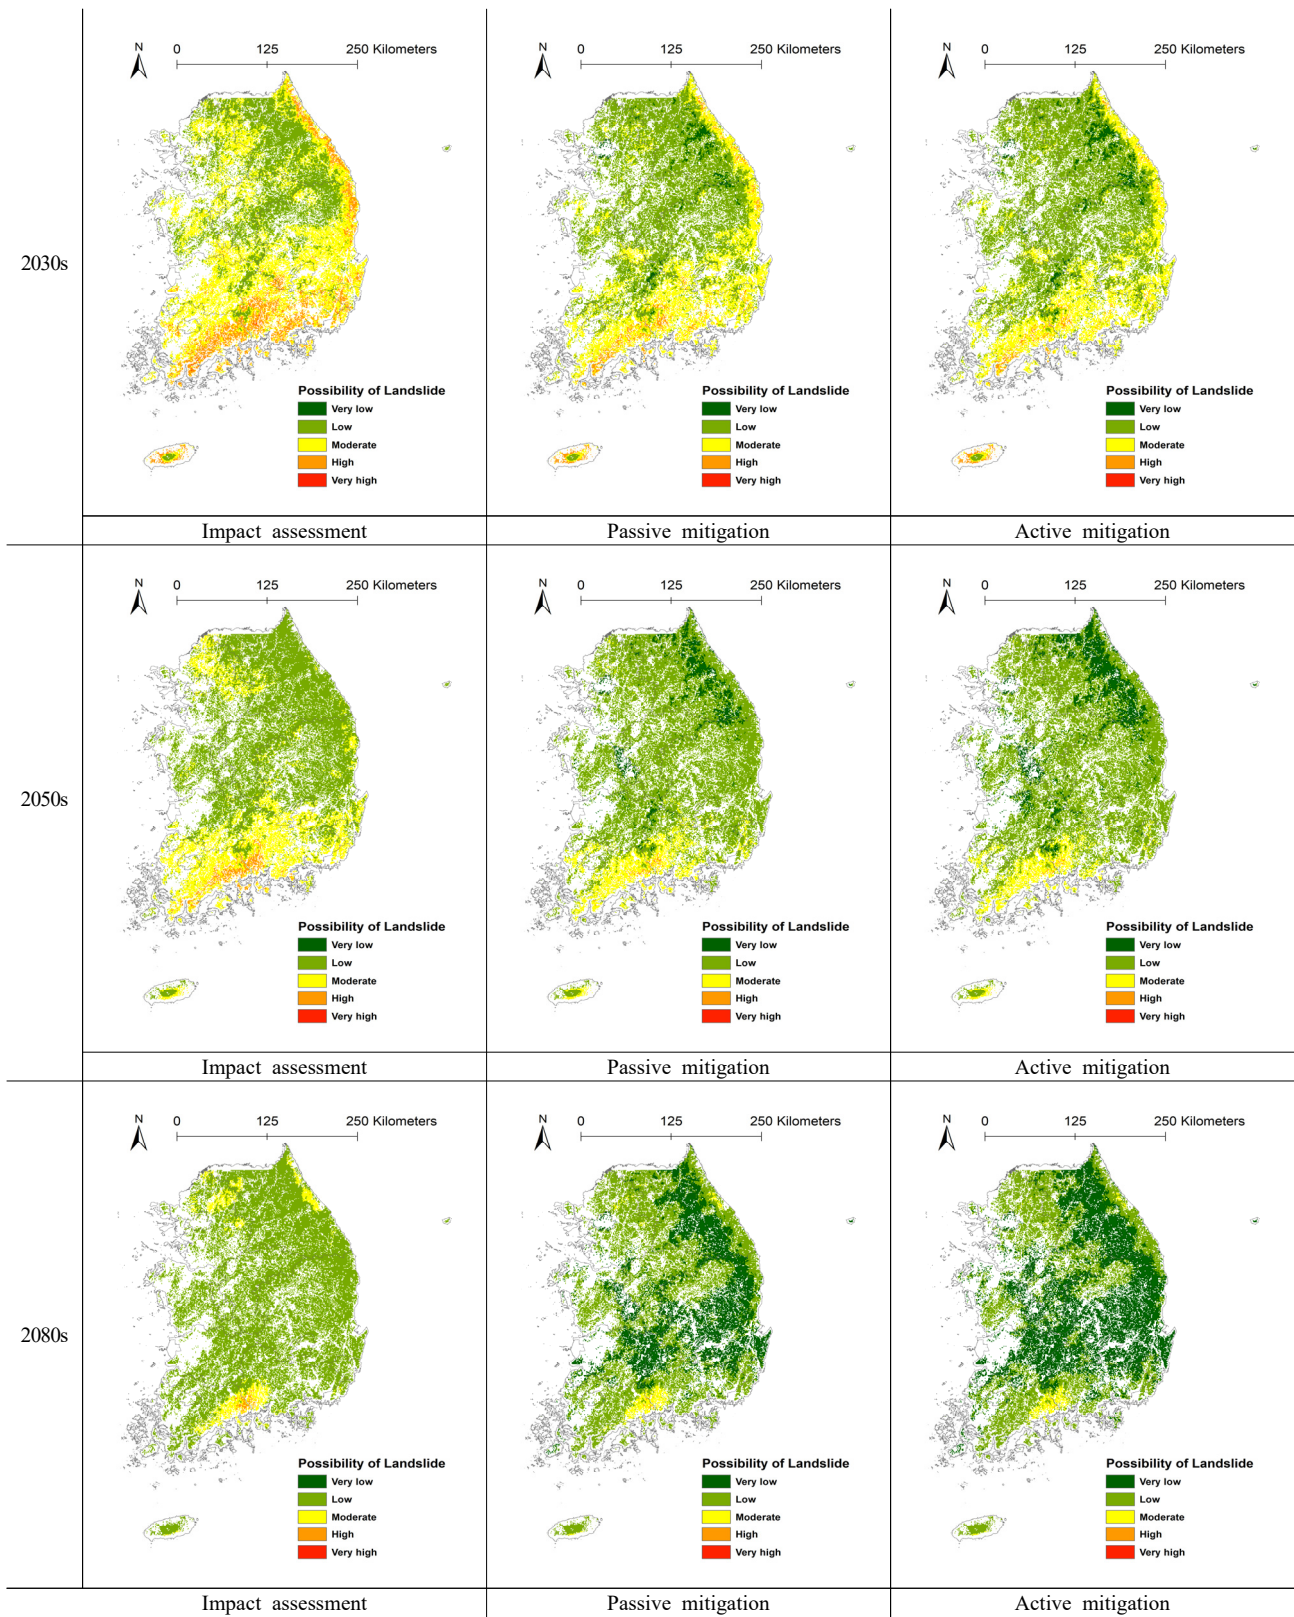 N 0 125 250 Kilometers N 0 125 250 Kilometers N 0 125 250 Kilometers
2030s
Possibility of Landslide Possibility of Landslide Possibility of Landslide
Very low Very low Very low
Low Low Low
Moderate Moderate Moderate
High High High
Very high Very high Very high
Impact assessment Passive mitigation Active mitigation
N 0 125 250 Kilometers N 0 125 250 Kilometers N 0 125 250 Kilometers
2050s
Possibility of Landslide Possibility of Landslide Possibility of Landslide
Very low Very low Very low
Low Low Low
Moderate Moderate Moderate
High High High
Very high Very high Very high
Impact assessment Passive mitigation Active mitigation
N 0 125 250 Kilometers N 0 125 250 Kilometers N 0 125 250 Kilometers
2080s
Possibility of Landslide Possibility of Landslide Possibility of Landslide
Very low Very low Very low
Low Low Low
Moderate Moderate Moderate
High High High
Very high Very high Very high
Impact assessment Passive mitigation Active mitigation